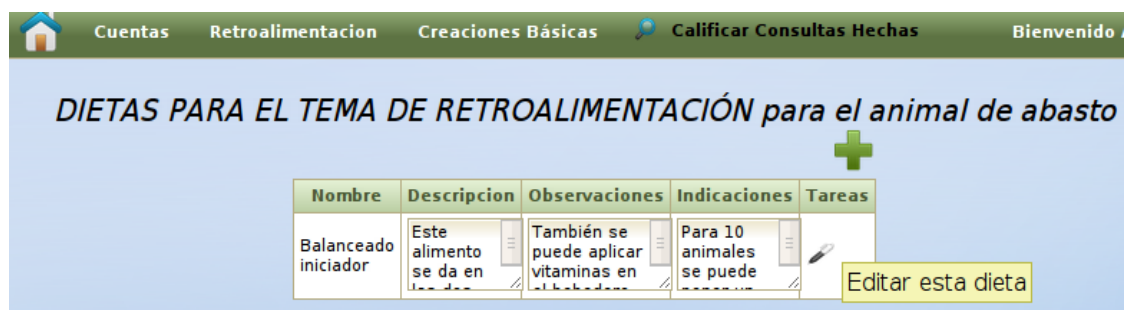 Cuentas Retroalimentacion Creaciones Básicas Calificar Consultas Hechas Bienvenido
DIETAS PARA EL TEMA DE RETROALIMENTACIÓN para el animal de abasto
Nombre Descripcion Observaciones Indicaciones Tareas
Balanceado iniciador
Este
alimento
se da en
También se
puede aplicar
vitaminas en
Para 10
animales
se puede
Editar esta dieta